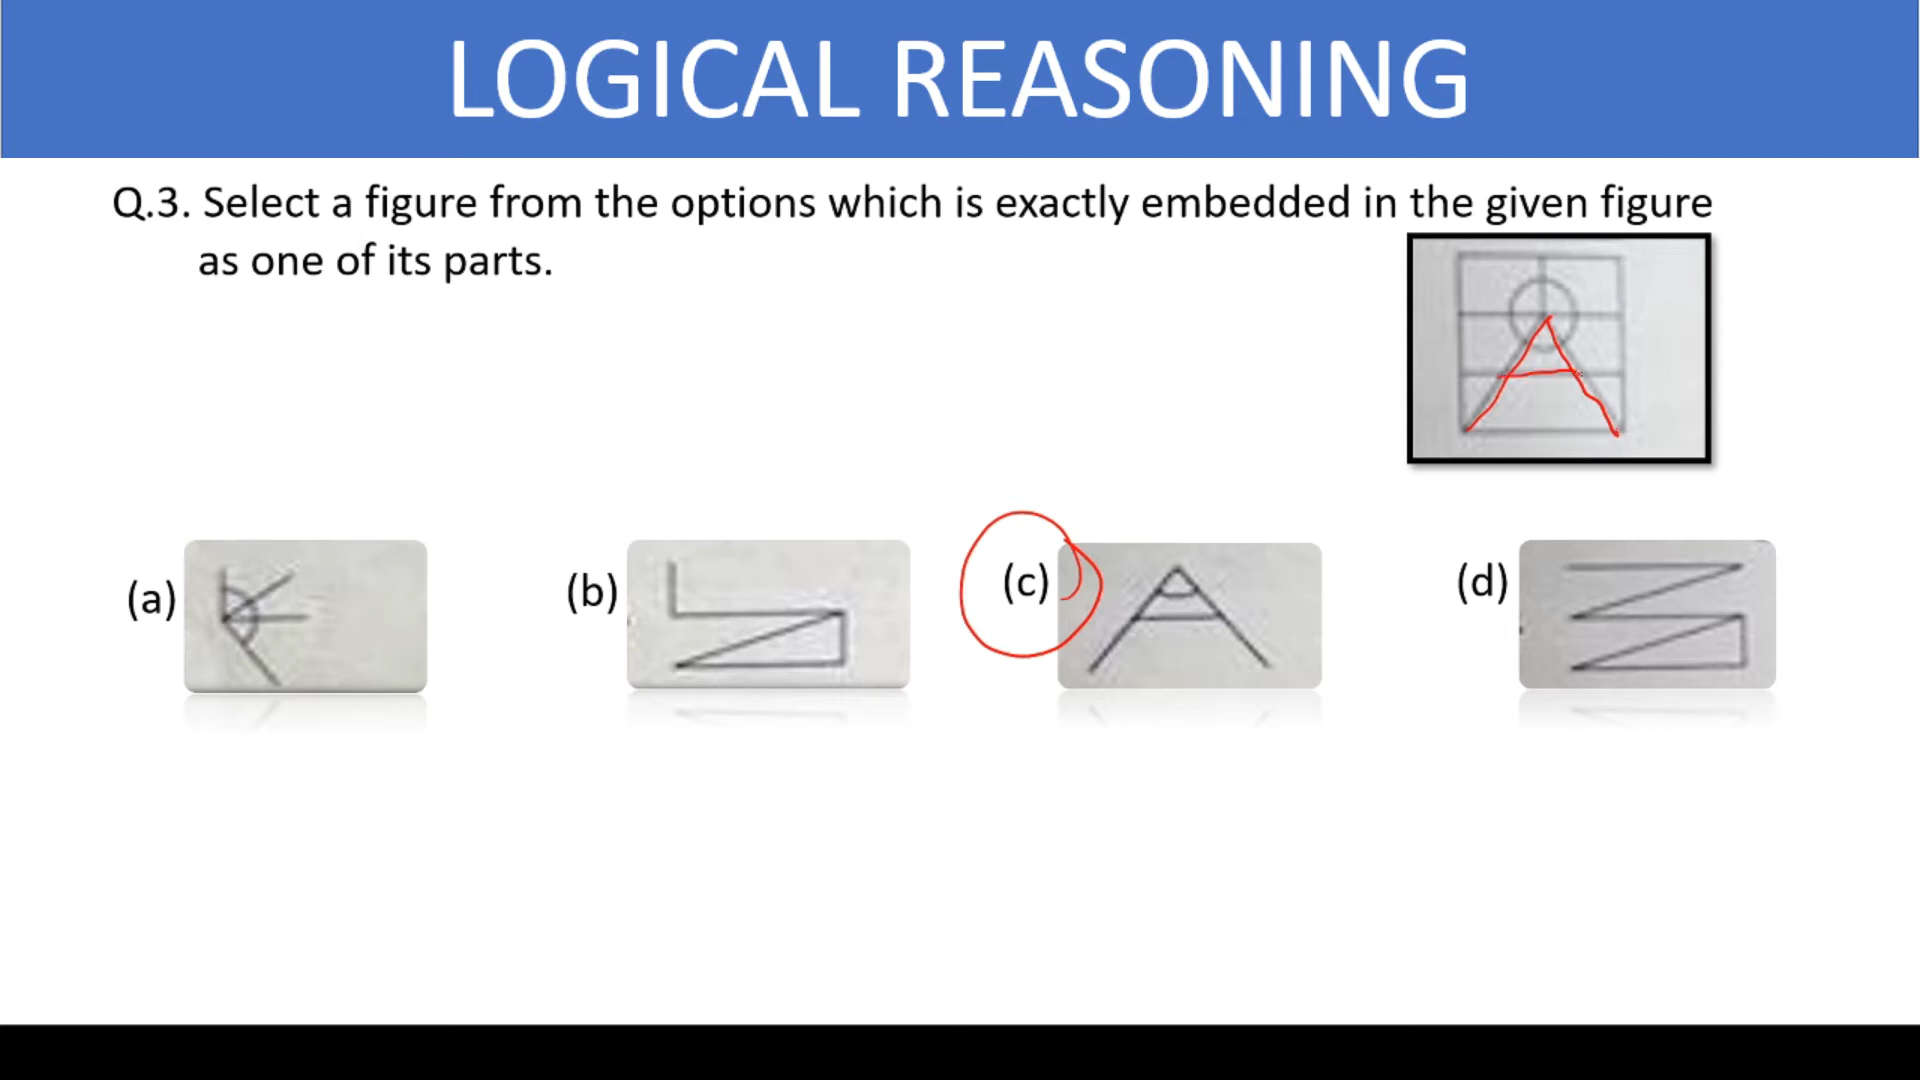 LOGICAL REASONING
Q.3. Select a figure from the options which is exactly embedded in the given figure
as one of its parts.
(a)
(b)
(c)
(d)